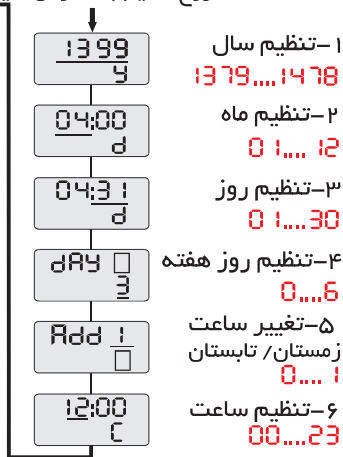 1399
y
۱-تنظیم سال
1379....1478
04:00
d
۲-تنظیم ماه
01....12
04:31
d
۳-تنظیم روز
01....30
dAY
3
۴-تنظیم روز هفته
0....6
Add 1
۵-تغییر ساعت
زمستان/ تابستان
0....1
12:00
C
۶-تنظیم ساعت
00....23